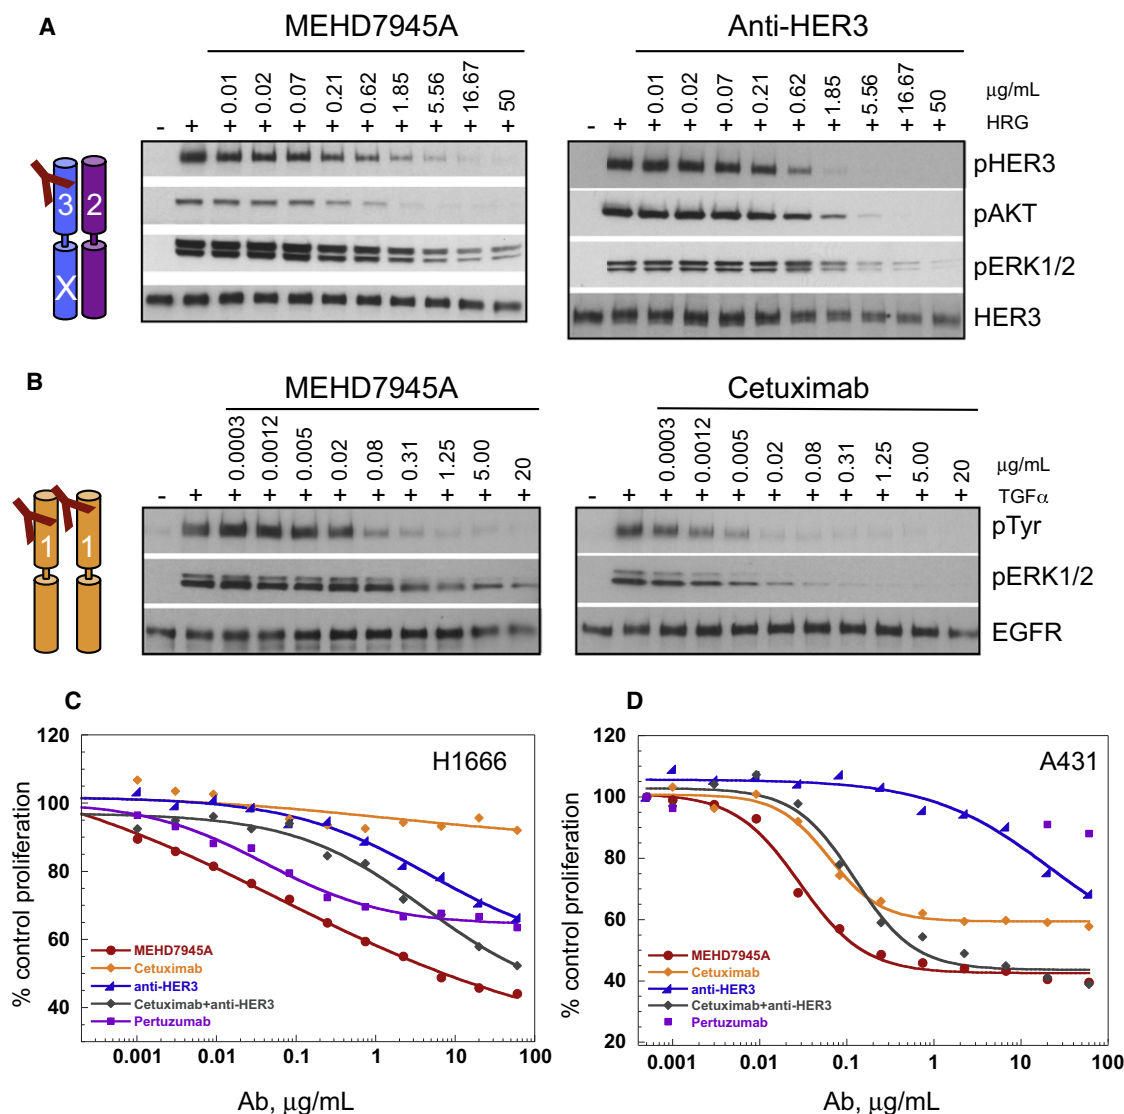 A
MEHD7945A
Anti-HER3
0.01 0.02 0.07 0.21 0.62 1.85 5.56 16.67 50
0.01 0.02 0.07 0.21 0.62 1.85 5.56 16.67 50
μg/mL
- + + + + + + + + + +
- + + + + + + + + + +
HRG
3 2
X
pHER3
pAKT
pERK1/2
HER3
B
MEHD7945A
Cetuximab
0.0003 0.0012 0.005 0.02 0.08 0.31 1.25 5.00 20
0.0003 0.0012 0.005 0.02 0.08 0.31 1.25 5.00 20
μg/mL
- + + + + + + + + + +
- + + + + + + + + + +
TGFα
1 1
pTyr
pERK1/2
EGFR
C
H1666
% control proliferation
120
100
80
60
40
MEHD7945A
Cetuximab
anti-HER3
Cetuximab+anti-HER3
Pertuzumab
0.001 0.01 0.1 1 10 100
Ab, μg/mL
D
A431
% control proliferation
120
100
80
60
40
20
MEHD7945A
Cetuximab
anti-HER3
Cetuximab+anti-HER3
Pertuzumab
0.001 0.01 0.1 1 10 100
Ab, μg/mL